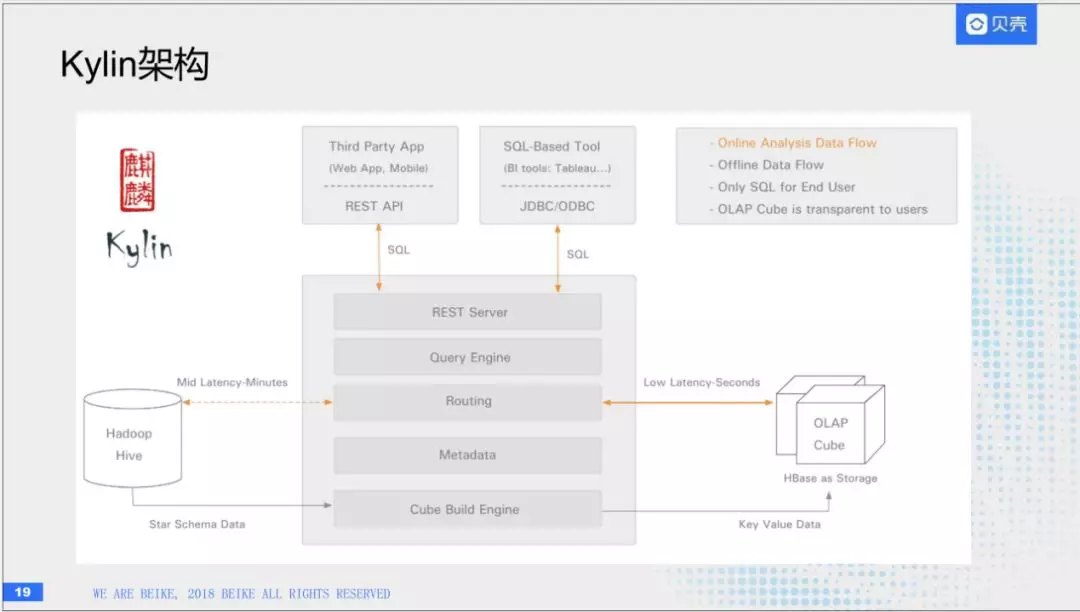 贝壳
Kylin架构
麒麟
Kylin
Third Party App
(Web App, Mobile)
REST API
SQL-Based Tool
(BI tools: Tableau...)
JDBC/ODBC
- Online Analysis Data Flow
- Offline Data Flow
- Only SQL for End User
- OLAP Cube is transparent to users
SQL
SQL
REST Server
Query Engine
Routing
Metadata
Cube Build Engine
Mid Latency-Minutes
Low Latency-Seconds
Hadoop
Hive
OLAP
Cube
HBase as Storage
Star Schema Data
Key Value Data
19
WE ARE BEIKE, 2018 BEIKE ALL RIGHTS RESERVED